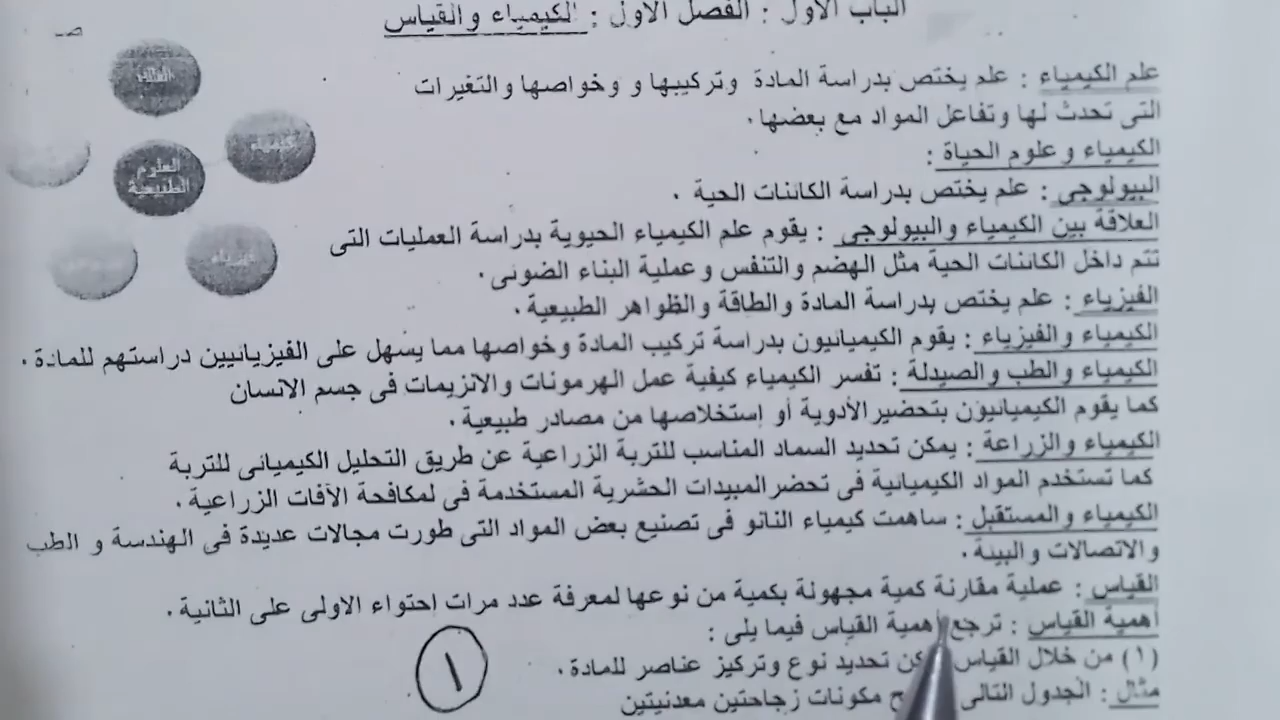 الباب الاول : الفصل الاول : الكيمياء والقياس
صـ
علم الكيمياء : علم يختص بدراسة المادة وتركيبها و وخواصها والتغيرات
التى تحدث لها وتفاعل المواد مع بعضها .
الكيمياء وعلوم الحياة :
البيولوجى : علم يختص بدراسة الكائنات الحية .
العلاقة بين الكيمياء والبيولوجى : يقوم علم الكيمياء الحيوية بدراسة العمليات التى
تتم داخل الكائنات الحية مثل الهضم والتنفس وعملية البناء الضوئى .
الفيزياء : علم يختص بدراسة المادة والطاقة والظواهر الطبيعية .
الكيمياء والفيزياء : يقوم الكيميائيون بدراسة تركيب المادة وخواصها مما يسهل على الفيزيائيين دراستهم للمادة .
الكيمياء والطب والصيدلة : تفسر الكيمياء كيفية عمل الهرمونات والانزيمات فى جسم الانسان
كما يقوم الكيميائيون بتحضير الأدوية أو إستخلاصها من مصادر طبيعية .
الكيمياء والزراعة : يمكن تحديد السماد المناسب للتربة الزراعية عن طريق التحليل الكيميائى للتربة
كما تستخدم المواد الكيميائية فى تحضر المبيدات الحشرية المستخدمة فى لمكافحة الآفات الزراعية .
الكيمياء والمستقبل : ساهمت كيمياء النانو فى تصنيع بعض المواد التى طورت مجالات عديدة فى الهندسة و الطب
والاتصالات والبيئة .
القياس : عملية مقارنة كمية مجهولة بكمية من نوعها لمعرفة عدد مرات احتواء الاولى على الثانية .
أهمية القياس : ترجع أهمية القياس فيما يلى :
(١) من خلال القياس تحديد نوع وتركيز عناصر للمادة .
مثال : الجدول التالى مكونات زجاجتين معدنيتين
١
العلوم
الطبيعية
كيمياء
فيزياء